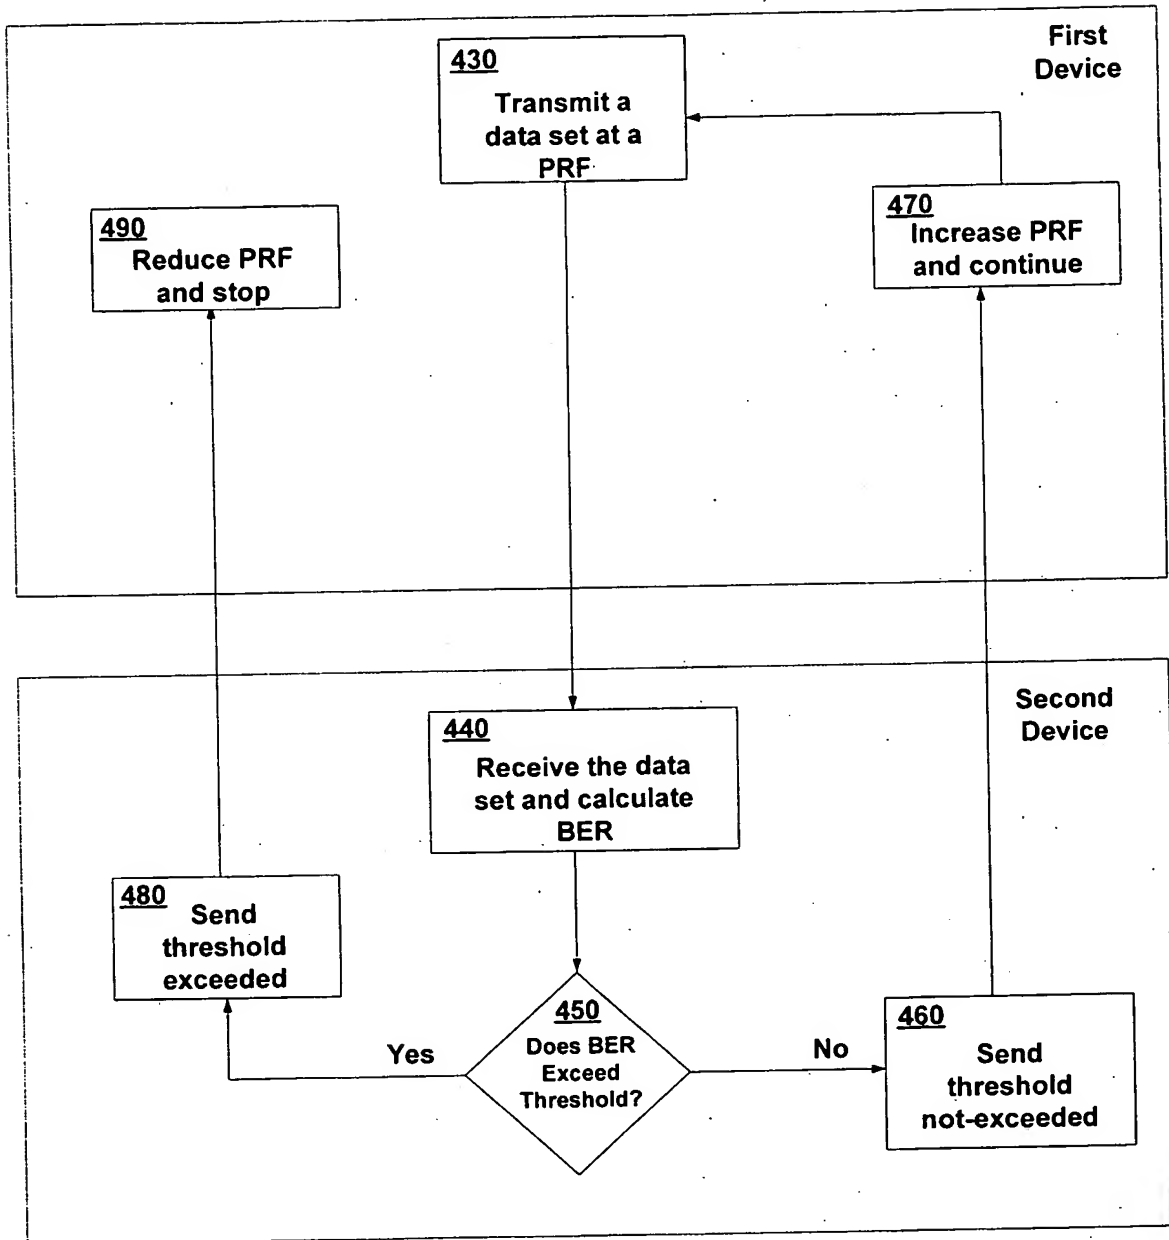 First
Device
430
Transmit a
data set at a
PRF
490
Reduce PRF
and stop
470
Increase PRF
and continue
Second
Device
440
Receive the data
set and calculate
BER
480
Send
threshold
exceeded
450
Does BER
Exceed
Threshold?
Yes
No
460
Send
threshold
not-exceeded